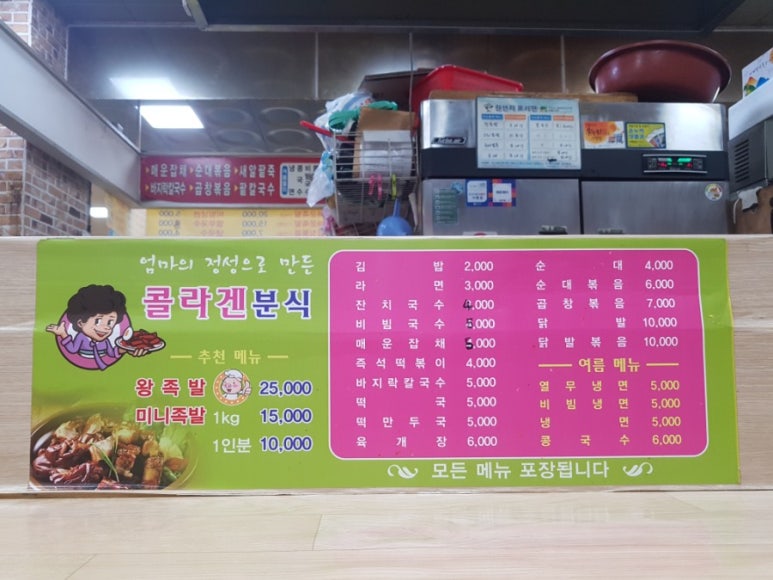 매운잡채 순대볶음 새알팥죽
바지락칼국수 곱창볶음 팥칼국수
엄마의 정성으로 만든
콜라겐분식
추천 메뉴
왕족발 25,000
미니족발 1kg 15,000
1인분 10,000
김밥 2,000
라면 3,000
잔치국수 4,000
비빔국수 5,000
매운잡채 5,000
즉석떡볶이 4,000
바지락칼국수 5,000
떡국 5,000
떡만두국 5,000
육개장 6,000
순대 4,000
순대볶음 6,000
곱창볶음 7,000
닭발 10,000
닭발볶음 10,000
여름 메뉴
열무냉면 5,000
비빔냉면 5,000
냉면 5,000
콩국수 6,000
모든 메뉴 포장됩니다